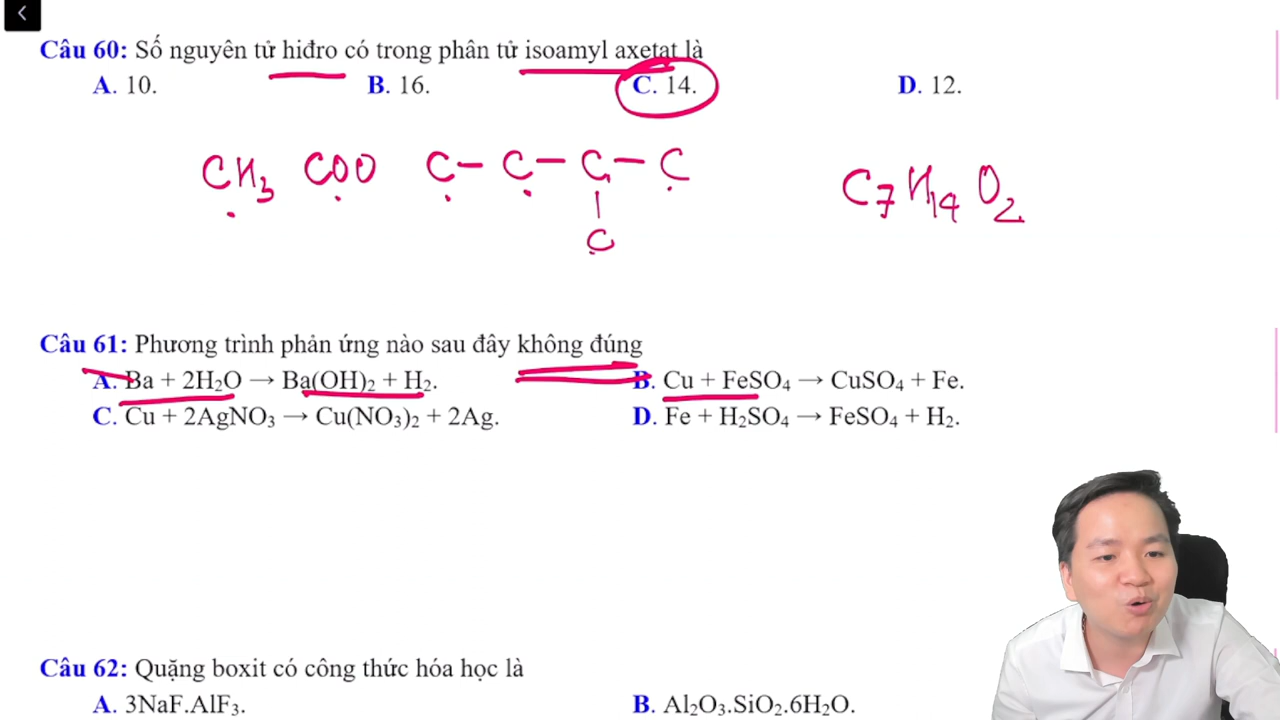 Câu 60: Số nguyên tử hiđro có trong phân tử isoamyl axetat là
A. 10. B. 16. C. 14. D. 12.
CH3 COO C – C – C – C
C
C7H14O2
Câu 61: Phương trình phản ứng nào sau đây không đúng
A. Ba + 2H2O → Ba(OH)2 + H2. B. Cu + FeSO4 → CuSO4 + Fe.
C. Cu + 2AgNO3 → Cu(NO3)2 + 2Ag. D. Fe + H2SO4 → FeSO4 + H2.
Câu 62: Quặng boxit có công thức hóa học là
A. 3NaF.AlF3. B. Al2O3.SiO2.6H2O.